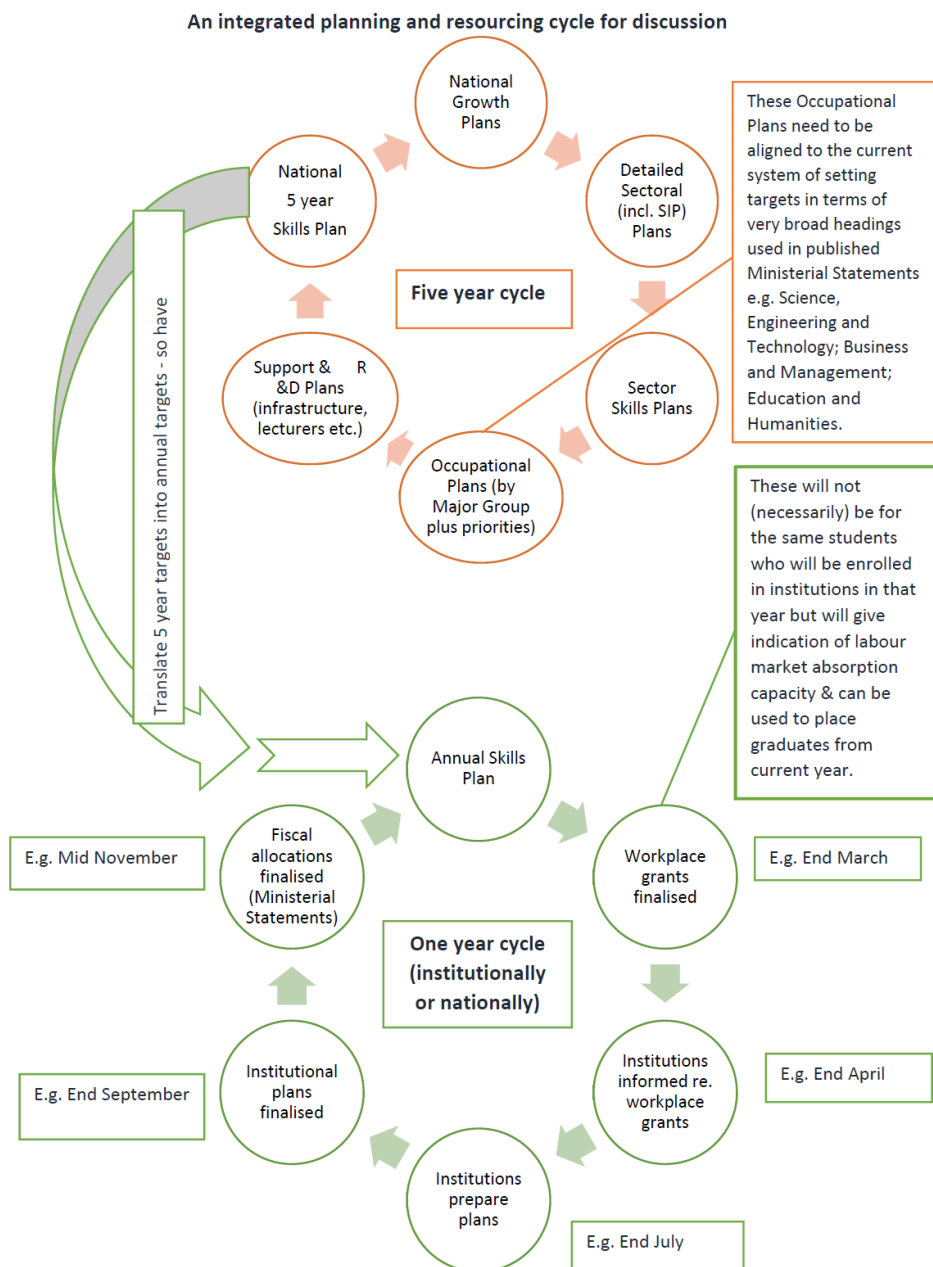 An integrated planning and resourcing cycle for discussion
National
Growth
Plans
Detailed
Sectoral
(incl. SIP)
Plans
Sector
Skills Plans
Occupational
Plans (by
Major Group
plus priorities)
Support & R
&D Plans
(infrastructure,
lecturers etc.)
National
5 year
Skills Plan
Five year cycle
These Occupational
Plans need to be
aligned to the current
system of setting
targets in terms of
very broad headings
used in published
Ministerial Statements
e.g. Science,
Engineering and
Technology; Business
and Management;
Education and
Humanities.
Translate 5 year targets into annual targets - so have
These will not
(necessarily) be for
the same students
who will be enrolled
in institutions in that
year but will give
indication of labour
market absorption
capacity & can be
used to place
graduates from
current year.
Annual Skills
Plan
Workplace
grants
finalised
E.g. End March
Institutions
informed re.
workplace
grants
E.g. End April
Institutions
prepare
plans
E.g. End July
Institutional
plans
finalised
E.g. End September
Fiscal
allocations
finalised
(Ministerial
Statements)
E.g. Mid November
One year cycle
(institutionally
or nationally)